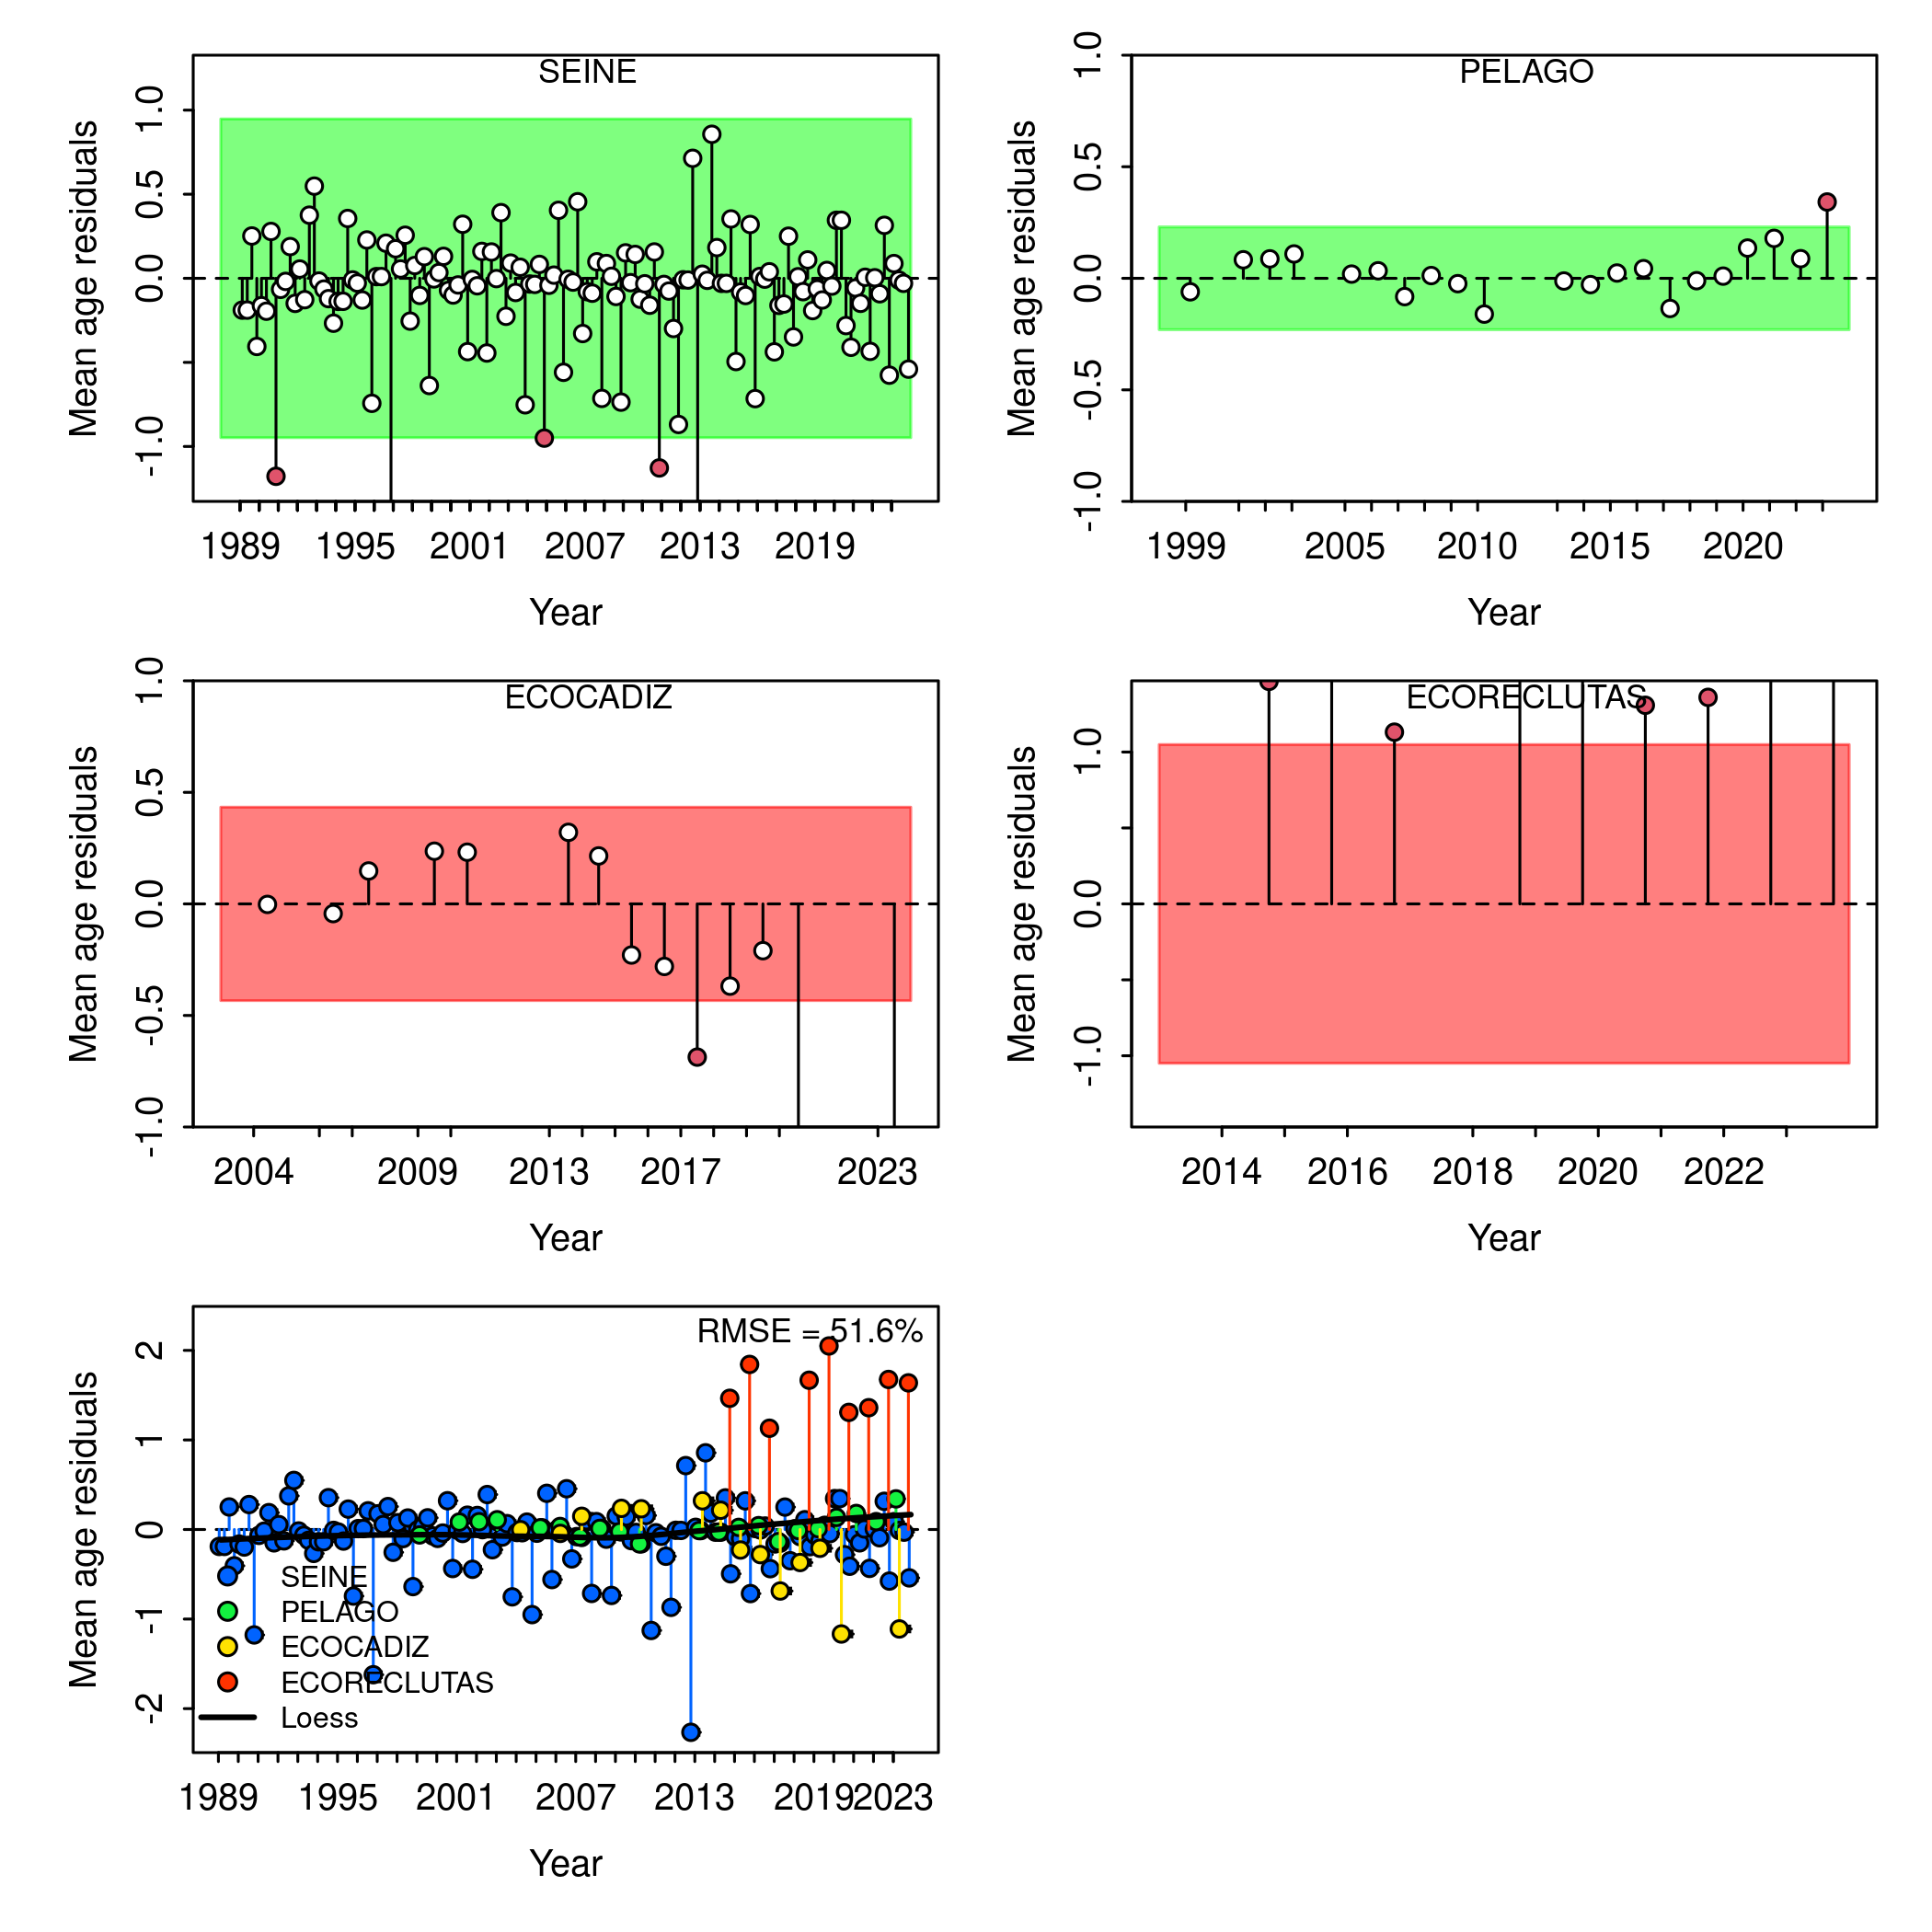 SEINE
Mean age residuals
1.0
0.5
0.0
-1.0
1989 1995 2001 2007 2013 2019
Year
PELAGO
Mean age residuals
1.0
0.5
0.0
-0.5
-1.0
1999 2005 2010 2015 2020
Year
ECOCADIZ
Mean age residuals
1.0
0.5
0.0
-0.5
-1.0
2004 2009 2013 2017 2023
Year
ECORECLUTAS
Mean age residuals
1.0
0.0
-1.0
2014 2016 2018 2020 2022
Year
RMSE = 51.6%
Mean age residuals
2
1
0
-1
-2
SEINE
PELAGO
ECOCADIZ
ECORECLUTAS
Loess
1989 1995 2001 2007 2013 2019 2023
Year